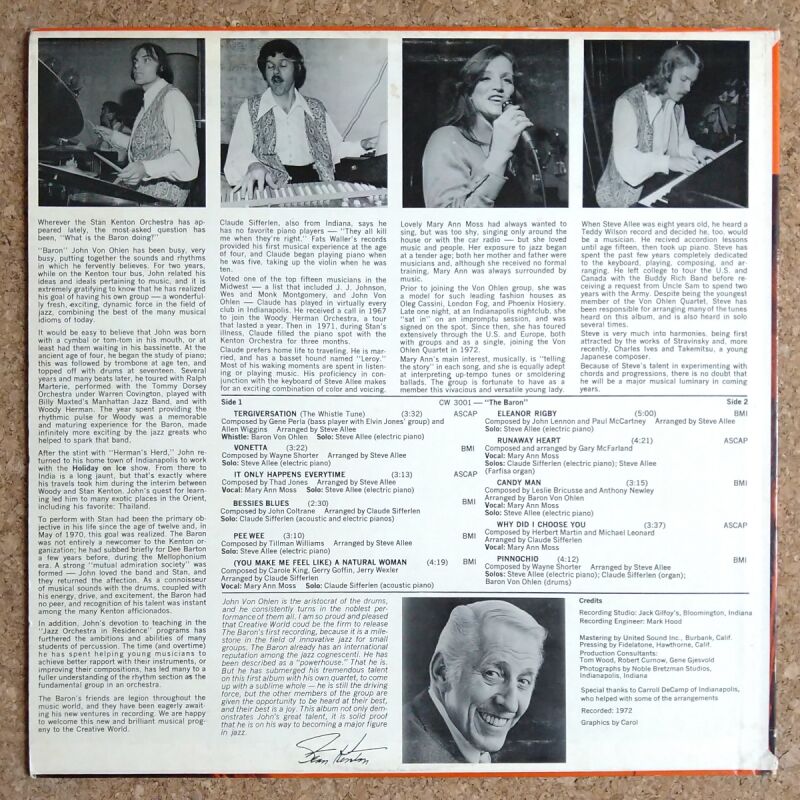 Wherever the Stan Kenton Orchestra has ap-
peared lately, the most-asked question has
been, "What is the Baron doing?"
"Baron" John Von Ohlen has been busy, very
busy, putting together the sounds and rhythms
in which he fervently believes. For two years,
while on the Kenton tour bus, John related his
ideas and ideals pertaining to music, and it is
extremely gratifying to know that he has realized
his goal of having his own group — a wonderful-
ly fresh, exciting, dynamic force in the field of
jazz, combining the best of the many musical
idioms of today.
It would be easy to believe that John was born
with a cymbal or tom-tom in his mouth, or at
least had them waiting in his bassinette. At the
ancient age of four, he began the study of piano;
this was followed by trombone at age ten, and
topped off with drums at seventeen. Several
years and many beats later, he toured with Ralph
Marterie, performed with the Tommy Dorsey
Orchestra under Warren Covington, played with
Billy Maxted's Manhattan Jazz Band, and with
Woody Herman. The year spent providing the
rhythmic pulse for Woody was a memorable
and maturing experience for the Baron, made
infinitely more exciting by the jazz greats who
helped to spark that band.
After the stint with "Herman's Herd," John re-
turned to his home town of Indianapolis to work
with the Holiday on Ice show. From there to
India is a long jaunt, but that's exactly where
his travels took him during the interim between
Woody and Stan Kenton. John's quest for learn-
ing led him to many exotic places in the Orient,
including his favorite: Thailand.
To perform with Stan had been the primary ob-
jective in his life since the age of twelve and, in
May of 1970, this goal was realized. The Baron
was not entirely a newcomer to the Kenton or-
ganization; he had subbed briefly for Dee Barton
a few years before, during the Mellophonium
era. A strong "mutual admiration society" was
formed — John loved the band and Stan, and
they returned the affection. As a connoisseur
of musical sounds with the drums, coupled with
his energy, drive, and excitement, the Baron had
no peer, and recognition of his talent was instant
among the many Kenton afficionados.
In addition, John's devotion to teaching in the
"Jazz Orchestra in Residence" programs has
furthered the ambitions and abilities of many
students of percussion. The time (and overtime)
he has spent helping young musicians to
achieve better rapport with their instruments, or
improving their compositions, has led many to a
fuller understanding of the rhythm section as the
fundamental group in an orchestra.
The Baron's friends are legion throughout the
music world, and they have been eagerly await-
ing his new ventures in recording. We are happy
to welcome this new and brilliant musical prog-
eny to the Creative World.
Claude Sifferlen, also from Indiana, says he
has no favorite piano players — "They all kill
me when they're right." Fats Waller's records
provided his first musical experience at the age
of four, and Claude began playing piano when
he was five, taking up the violin when he was
ten.
Voted one of the top fifteen musicians in the
Midwest — a list that included J. J. Johnson,
Wes and Monk Montgomery, and John Von
Ohlen — Claude has played in virtually every
club in Indianapolis. He received a call in 1967
to join the Woody Herman Orchestra, a tour
that lasted a year. Then in 1971, during Stan's
illness, Claude filled the piano spot with the
Kenton Orchestra for three months.
Claude prefers home life to traveling. He is mar-
ried, and has a basset hound named "Leroy."
Most of his waking moments are spent in listen-
ing or playing music. His proficiency in con-
junction with the keyboard of Steve Allee makes
for an exciting combination of color and voicing.
Lovely Mary Ann Moss had always wanted to
sing, but was too shy, singing only around the
house or with the car radio — but she loved
music and people. Her exposure to jazz began
at a tender age; both her mother and father were
musicians and, although she received no formal
training, Mary Ann was always surrounded by
music.
Prior to joining the Von Ohlen group, she was
a model for such leading fashion houses as
Oleg Cassini, London Fog, and Phoenix Hosiery.
Late one night, at an Indianapolis nightclub, she
"sat in" on an impromptu session, and was
signed on the spot. Since then, she has toured
extensively through the U.S. and Europe, both
with groups and as a single, joining the Von
Ohlen Quartet in 1972.
Mary Ann's main interest, musically, is "telling
the story" in each song, and she is equally adept
at interpreting up-tempo tunes or smoldering
ballads. The group is fortunate to have as a
member this vivacious and versatile young lady.
When Steve Allee was eight years old, he heard a
Teddy Wilson record and decided he, too, would
be a musician. He received accordion lessons
until age fifteen, then took up piano. Steve has
spent the past few years completely dedicated
to the keyboard, playing, composing, and ar-
ranging. He left college to tour the U.S. and
Canada with the Buddy Rich Band before re-
ceiving a request from Uncle Sam to spend two
years with the Army. Despite being the youngest
member of the Von Ohlen Quartet, Steve has
been responsible for arranging many of the tunes
heard on this album, and is also heard in solo
several times.
Steve is very much into harmonies, being first
attracted by the works of Stravinsky and, more
recently, Charles Ives and Takemitsu, a young
Japanese composer.
Because of Steve's talent in experimenting with
chords and progressions, there is no doubt that
he will be a major musical luminary in coming
years.
Side 1 CW 3001 — "The Baron" Side 2
TERGIVERSATION (The Whistle Tune) (3:32) ASCAP
Composed by Gene Perla (bass player with Elvin Jones' group) and
Allen Wiggins Arranged by Steve Allee
Whistle: Baron Von Ohlen Solo: Steve Allee (electric piano)
VONETTA (3:22) BMI
Composed by Wayne Shorter Arranged by Steve Allee
Solo: Steve Allee (electric piano)
IT ONLY HAPPENS EVERYTIME (3:13) ASCAP
Composed by Thad Jones Arranged by Steve Allee
Vocal: Mary Ann Moss Solo: Steve Allee (electric piano)
BESSIES BLUES (2:30) BMI
Composed by John Coltrane Arranged by Claude Sifferlen
Solo: Claude Sifferlen (acoustic and electric pianos)
PEE WEE (3:10) BMI
Composed by Tillman Williams Arranged by Steve Allee
Solo: Steve Allee (electric piano)
(YOU MAKE ME FEEL LIKE) A NATURAL WOMAN (4:19) BMI
Composed by Carole King, Gerry Goffin, Jerry Wexler
Arranged by Claude Sifferlen
Vocal: Mary Ann Moss Solo: Claude Sifferlen (acoustic piano)
ELEANOR RIGBY (5:00) BMI
Composed by John Lennon and Paul McCartney Arranged by Steve Allee
Solo: Steve Allee (electric piano)
RUNAWAY HEART (4:21) ASCAP
Composed and arranged by Gary McFarland
Vocal: Mary Ann Moss
Solos: Claude Sifferlen (electric piano); Steve Allee
(Farfisa organ)
CANDY MAN (3:15) BMI
Composed by Leslie Bricusse and Anthony Newley
Arranged by Baron Von Ohlen
Vocal: Mary Ann Moss
Solo: Steve Allee (electric piano)
WHY DID I CHOOSE YOU (3:37) ASCAP
Composed by Herbert Martin and Michael Leonard
Arranged by Claude Sifferlen
Vocal: Mary Ann Moss
PINNOCHIO (4:12) BMI
Composed by Wayne Shorter Arranged by Steve Allee
Solos: Steve Allee (electric piano); Claude Sifferlen (organ);
Baron Von Ohlen (drums)
John Von Ohlen is the aristocrat of the drums,
and he consistently turns in the noblest per-
formance of them all. I am so proud and pleased
that Creative World could be the firm to release
The Baron's first recording, because it is a mile-
stone in the field of innovative jazz for small
groups. The Baron already has an international
reputation among the jazz cognescenti. He has
been described as a "powerhouse." That he is.
But he has submerged his tremendous talent
on this first album with his own quartet, to come
up with a sublime whole — he is still the driving
force, but the other members of the group are
given the opportunity to be heard at their best,
and their best is a joy. This album not only dem-
onstrates John's great talent, it is solid proof
that he is on his way to becoming a major figure
in jazz.
Stan Kenton
Credits
Recording Studio: Jack Gilfoy's, Bloomington, Indiana
Recording Engineer: Mark Hood
Mastering by United Sound Inc., Burbank, Calif.
Pressing by Fidelatone, Hawthorne, Calif.
Production Consultants:
Tom Wood, Robert Curnow, Gene Gjesvold
Photographs by Noble Bretzman Studios,
Indianapolis, Indiana
Special thanks to Carroll DeCamp of Indianapolis,
who helped with some of the arrangements
Recorded: 1972
Graphics by Carol